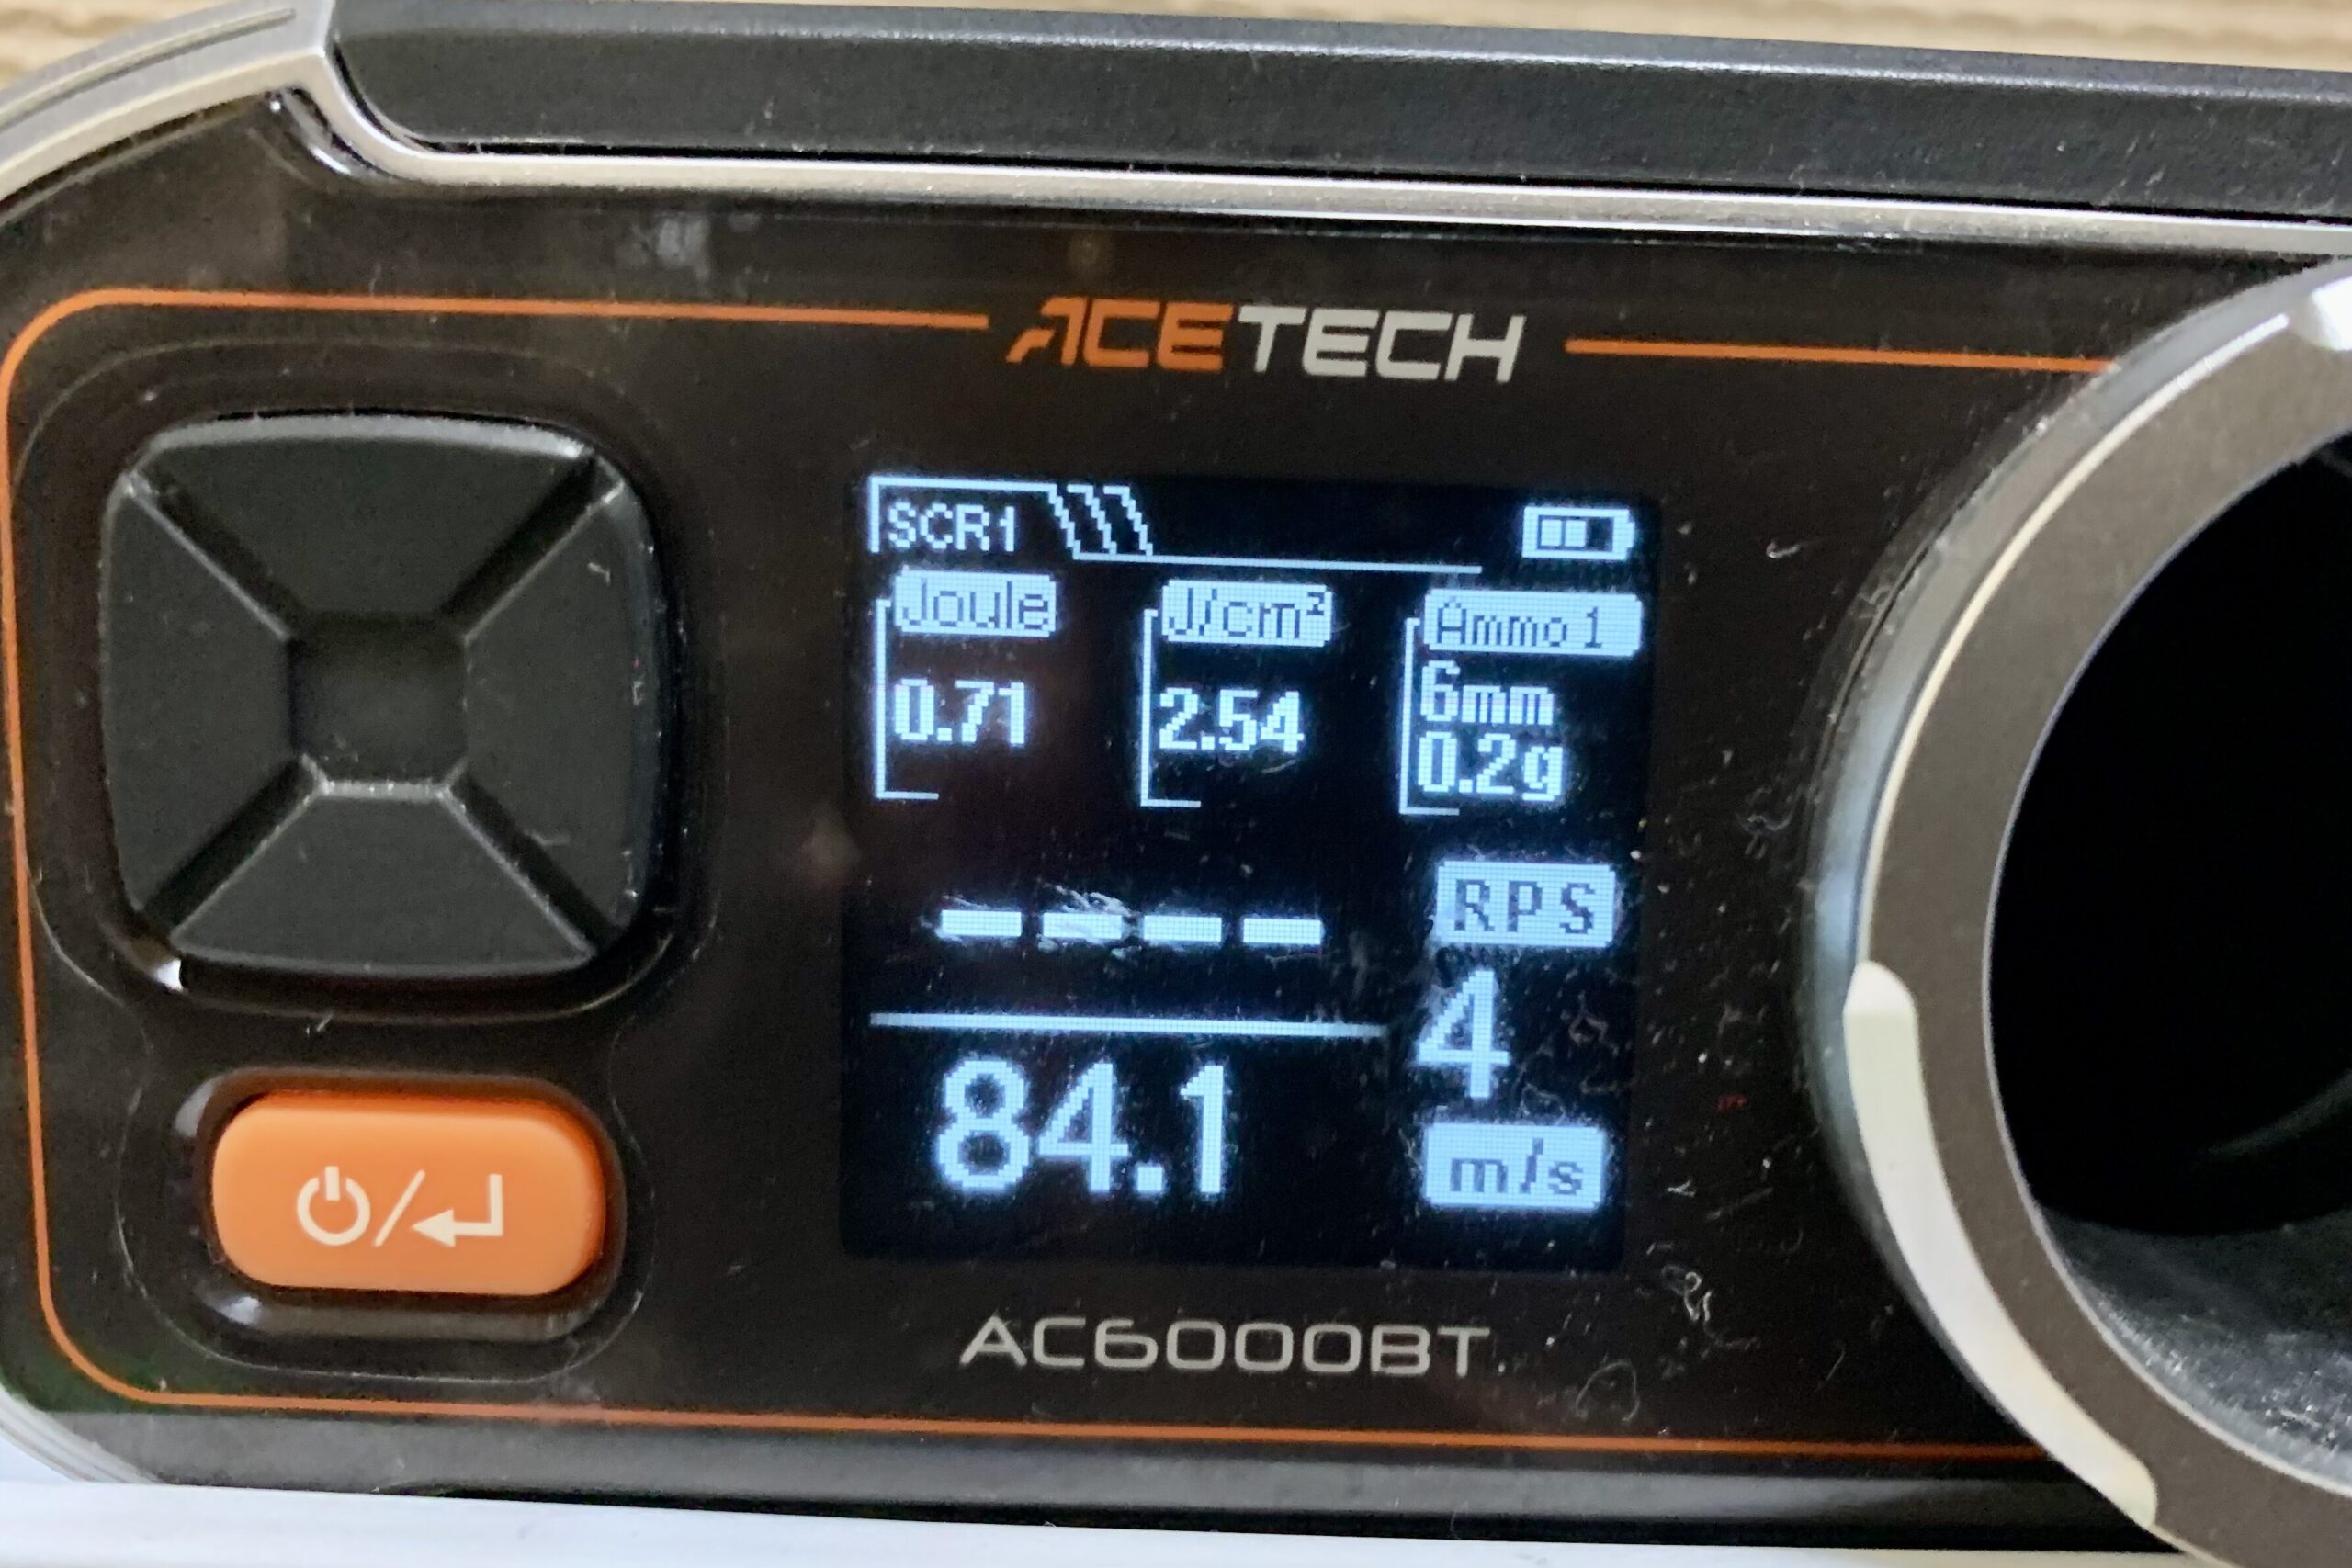 ACETECH
SCR1
Joule J/cm² Ammo 1
0.71 2.54 6mm
0.2g
---- RPS
4
84.1 m/s
AC6000BT